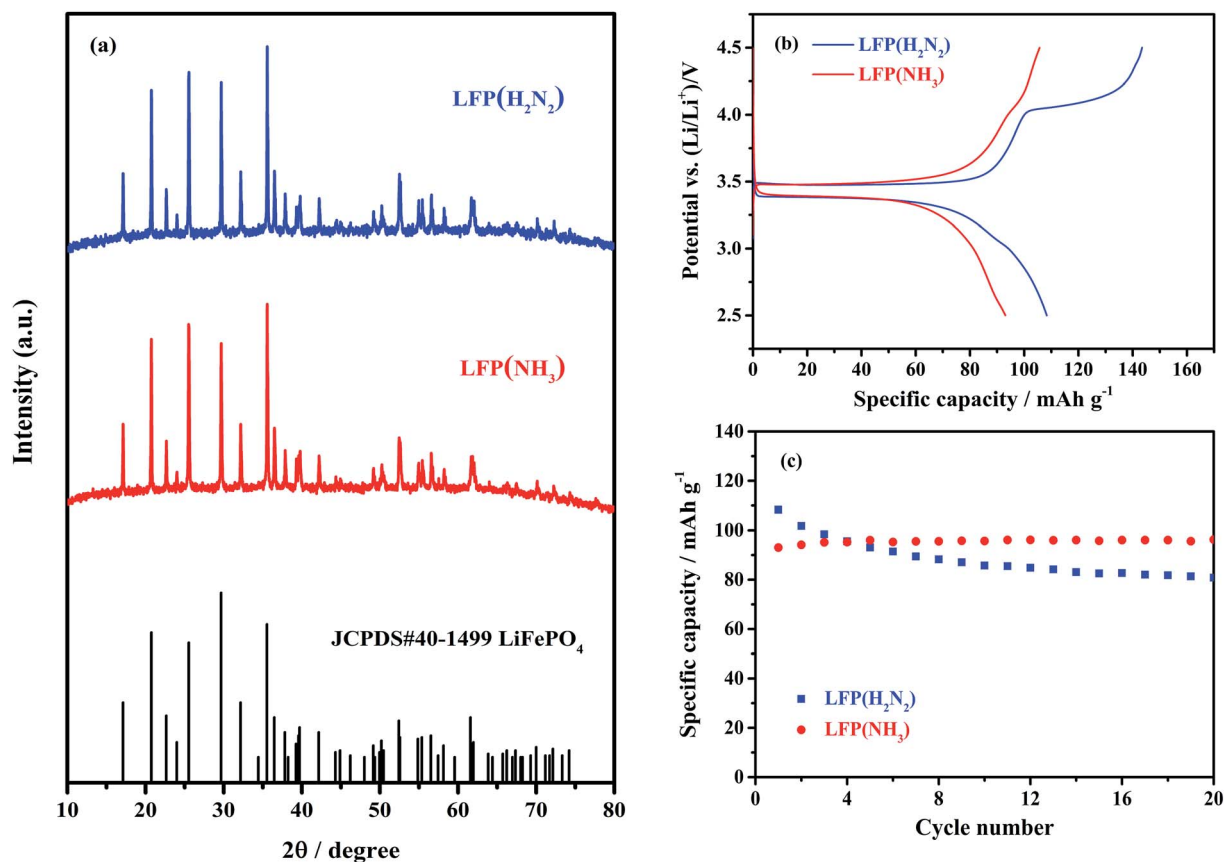 (a)
LFP(H₂N₂)
LFP(NH₃)
JCPDS#40-1499 LiFePO₄
Intensity (a.u.)
10 20 30 40 50 60 70 80
2θ / degree
(b)
LFP(H₂N₂)
LFP(NH₃)
Potential vs. (Li/Li⁺)/V
4.5
4.0
3.5
3.0
2.5
0 20 40 60 80 100 120 140 160
Specific capacity / mAh g⁻¹
(c)
Specific capacity / mAh g⁻¹
140
120
100
80
60
40
20
0
LFP(H₂N₂)
LFP(NH₃)
0 4 8 12 16 20
Cycle number